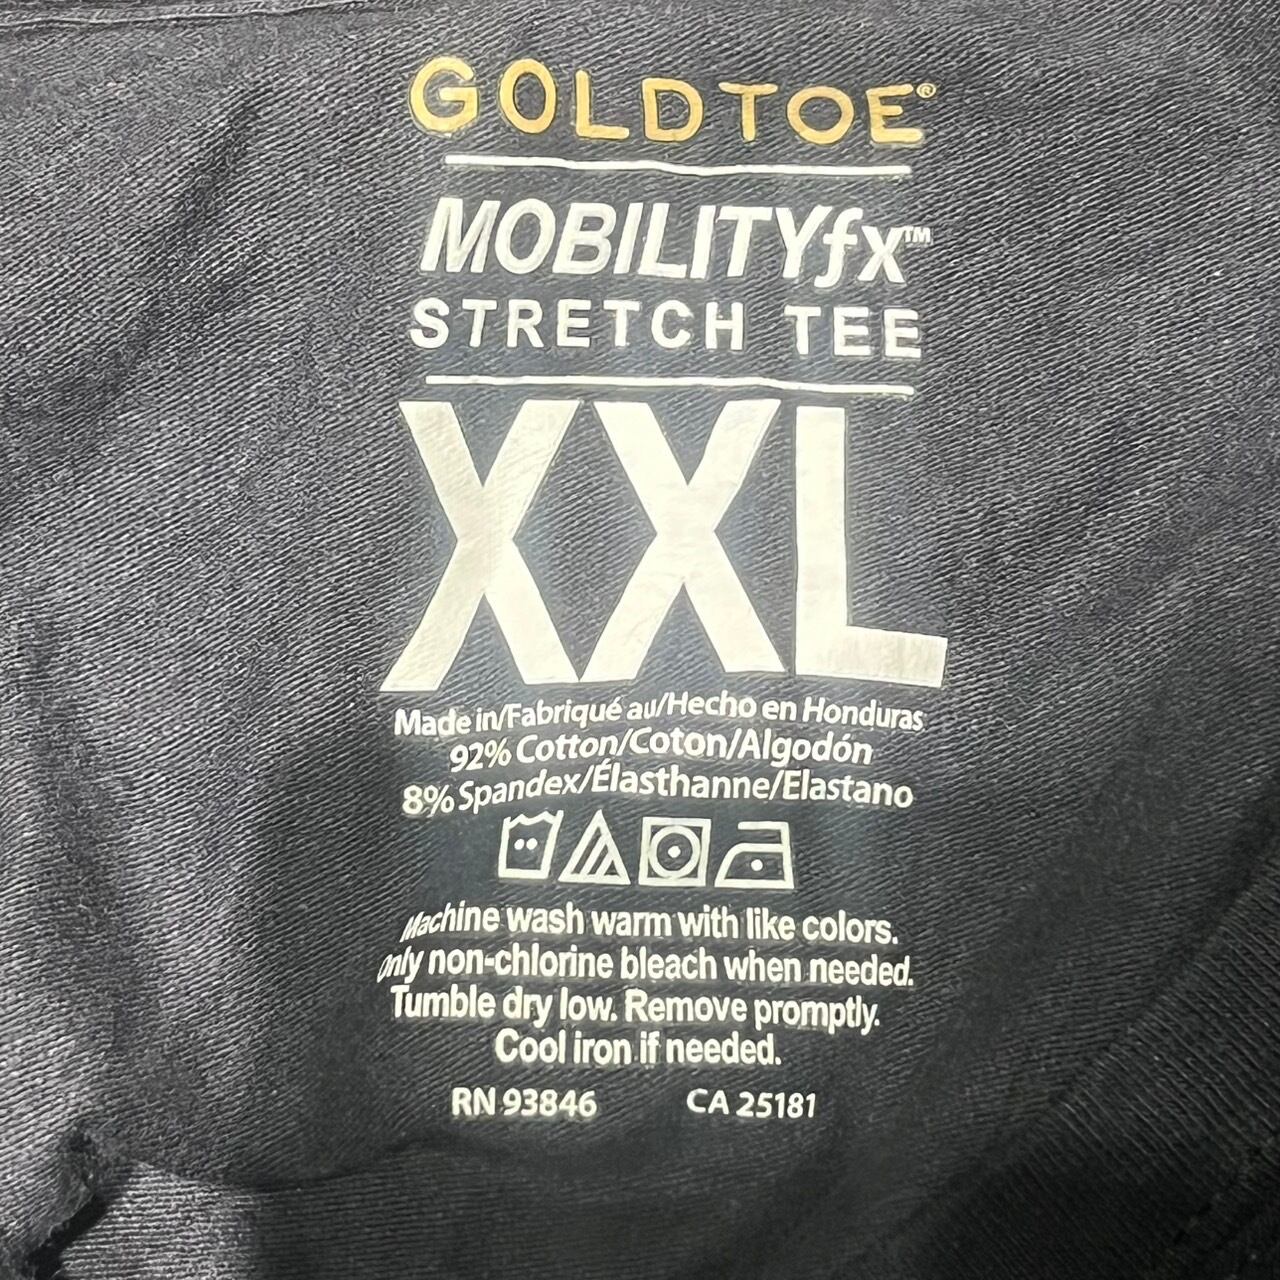 GOLDTOE®
MOBILITYfx™
STRETCH TEE
XXL
Made in/Fabriqué au/Hecho en Honduras
92% Cotton/Coton/Algodón
8% Spandex/Élasthanne/Elastano
Machine wash warm with like colors.
Only non-chlorine bleach when needed.
Tumble dry low. Remove promptly.
Cool iron if needed.
RN 93846 CA 25181